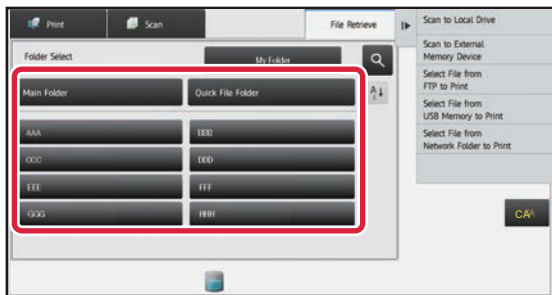 Print
Scan
File Retrieve
Folder Select
My Folder
Main Folder
Quick File Folder
AAA
BBB
CCC
DDD
EEE
FFF
GGG
HHH
A
Z
Scan to Local Drive
Scan to External
Memory Device
Select File from
FTP to Print
Select File from
USB Memory to Print
Select File from
Network Folder to Print
CA